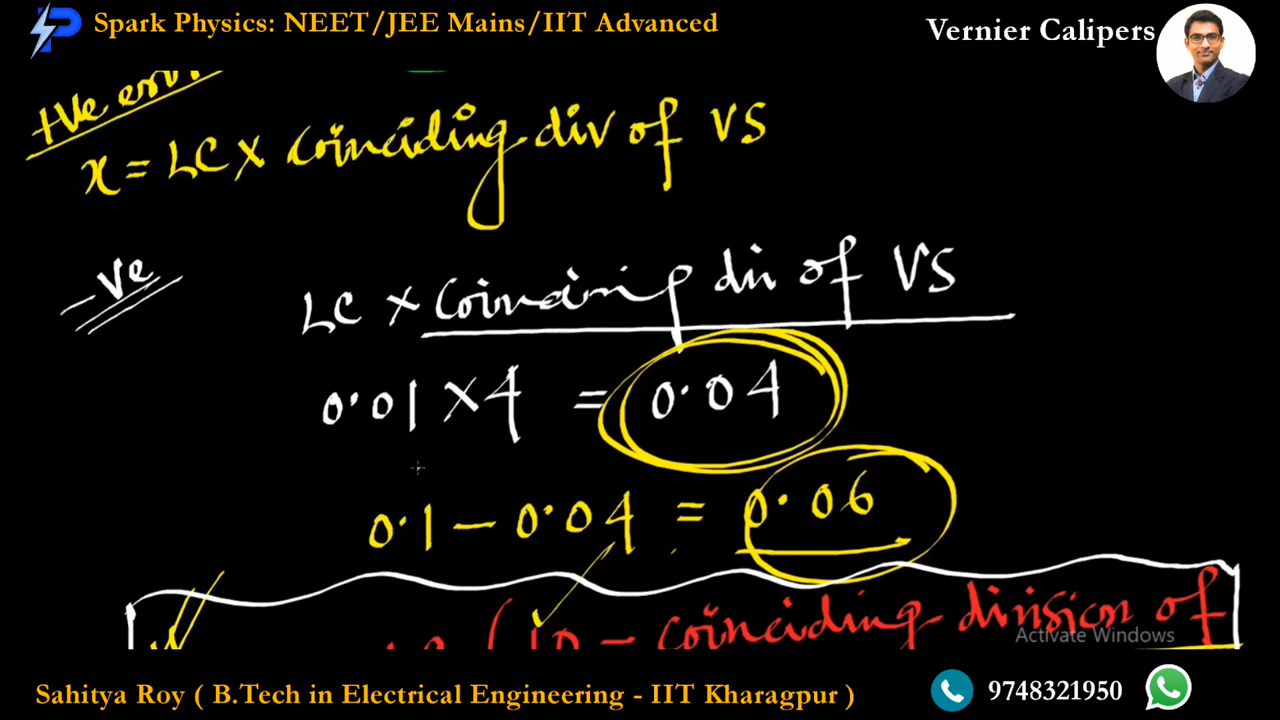 Spark Physics: NEET/JEE Mains/IIT Advanced
Vernier Calipers
+ve
x = LC X coinciding div of VS
-ve
LC X coinciding div of VS
0.01 X 4 = 0.04
0.1 - 0.04 = 0.06
- coinciding division of
Activate Windows
Sahitya Roy ( B.Tech in Electrical Engineering - IIT Kharagpur )
9748321950